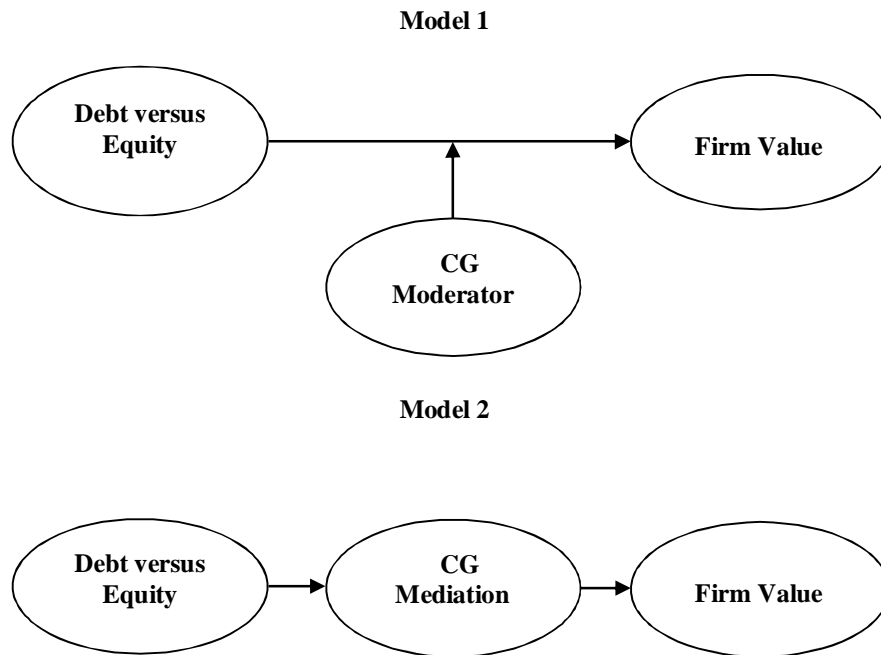 Model 1
Debt versus
Equity
Firm Value
CG
Moderator
Model 2
Debt versus
Equity
CG
Mediation
Firm Value